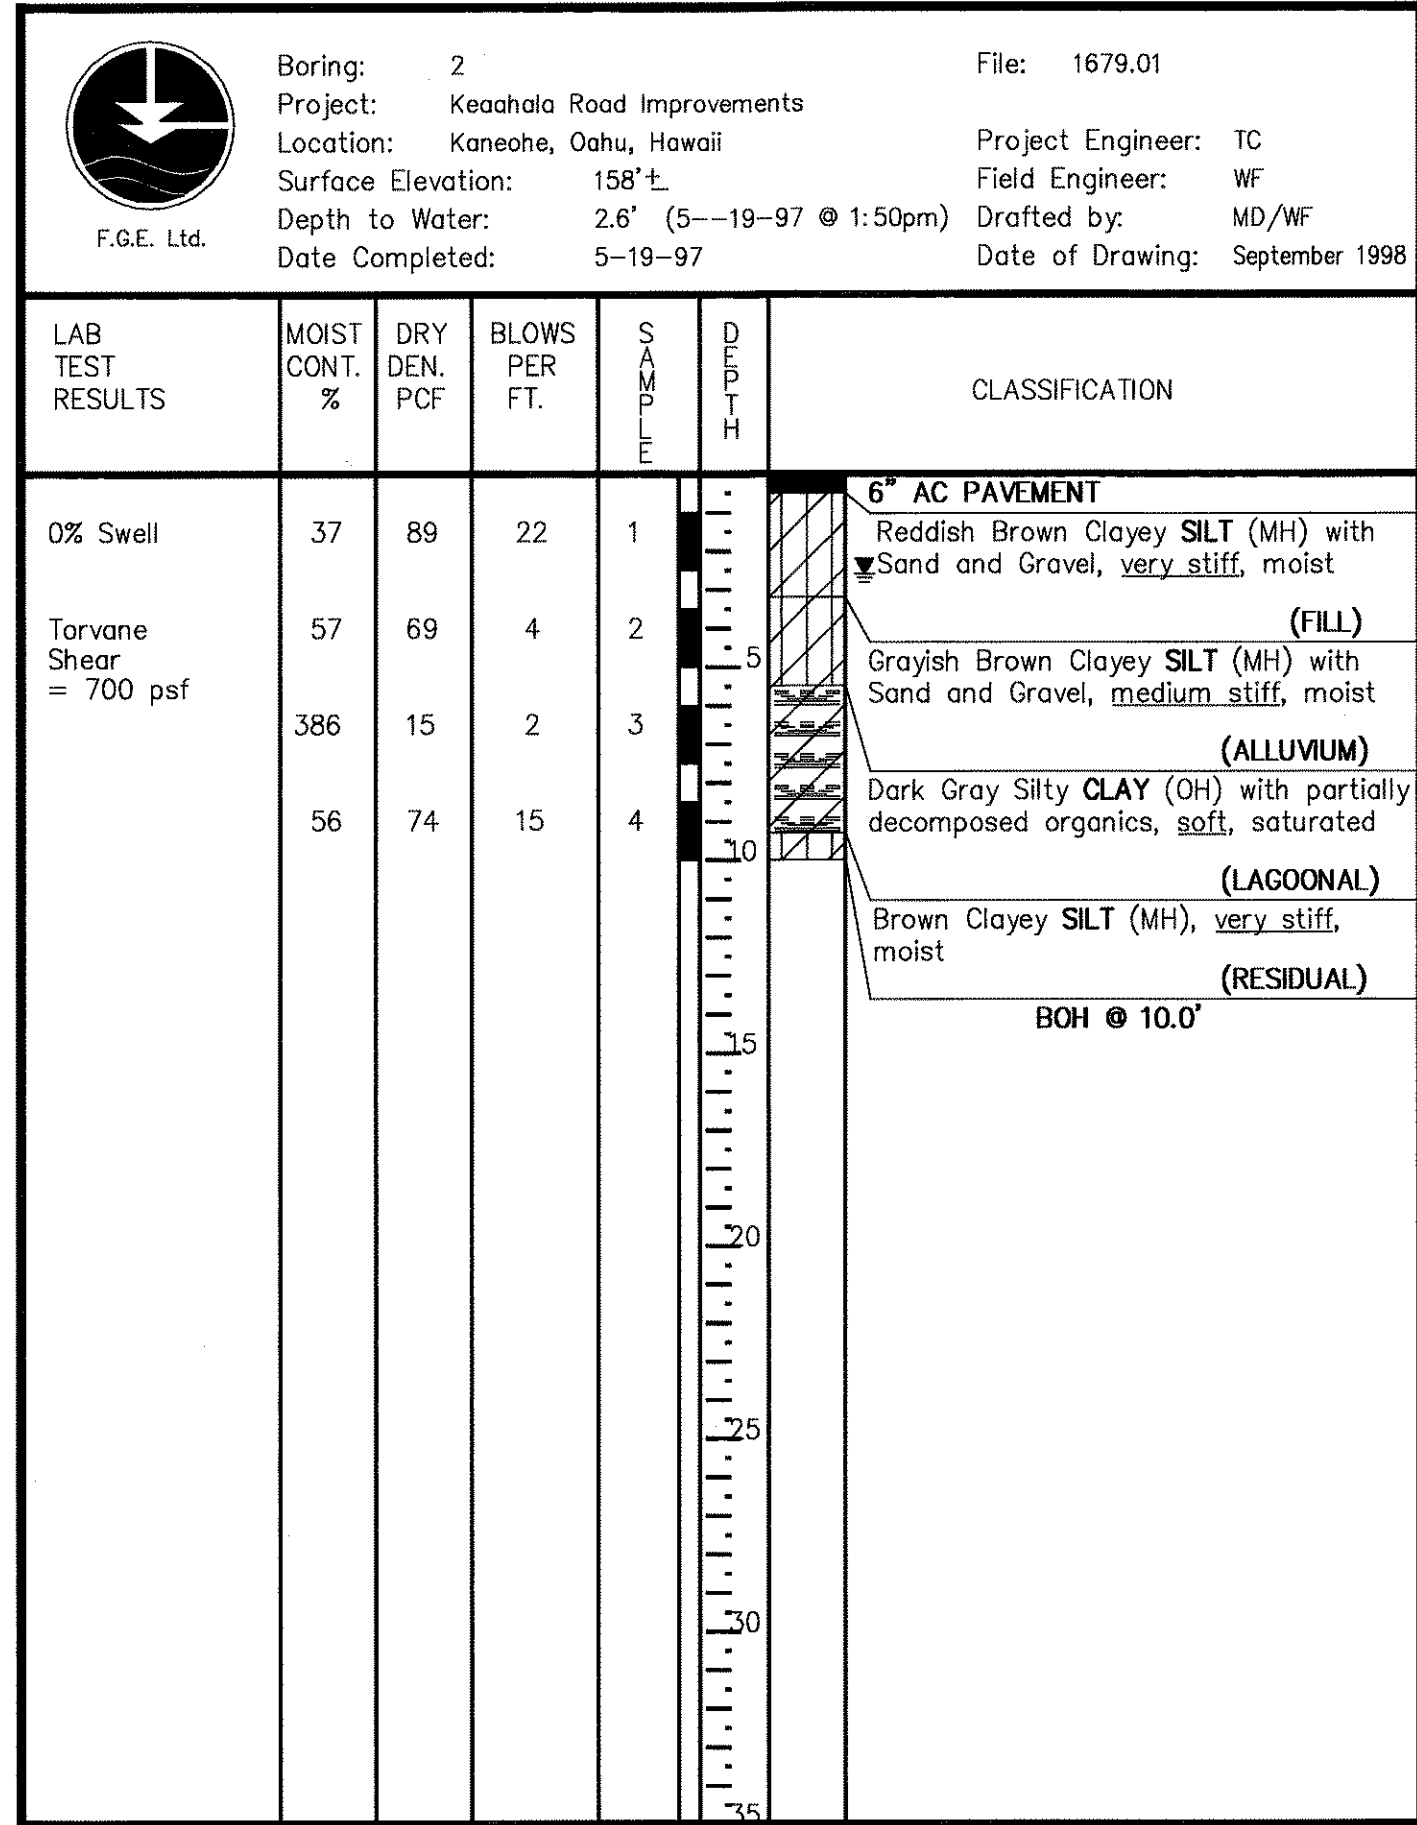 F.G.E. Ltd.
Boring: 2
Project: Keaahala Road Improvements
Location: Kaneohe, Oahu, Hawaii
Surface Elevation: 158'±
Depth to Water: 2.6' (5--19-97 @ 1:50pm)
Date Completed: 5-19-97
File: 1679.01
Project Engineer: TC
Field Engineer: WF
Drafted by: MD/WF
Date of Drawing: September 1998
LAB TEST RESULTS
MOIST CONT. %
DRY DEN. PCF
BLOWS PER FT.
SAMPLE
DEPTH
CLASSIFICATION
0% Swell 37 89 22 1
Torvane 57 69 4 2
Shear
= 700 psf
386 15 2 3
56 74 15 4
5
10
15
20
25
30
35
6" AC PAVEMENT
Reddish Brown Clayey SILT (MH) with
Sand and Gravel, very stiff, moist
(FILL)
Grayish Brown Clayey SILT (MH) with
Sand and Gravel, medium stiff, moist
(ALLUVIUM)
Dark Gray Silty CLAY (OH) with partially
decomposed organics, soft, saturated
(LAGOONAL)
Brown Clayey SILT (MH), very stiff,
moist
(RESIDUAL)
BOH @ 10.0'